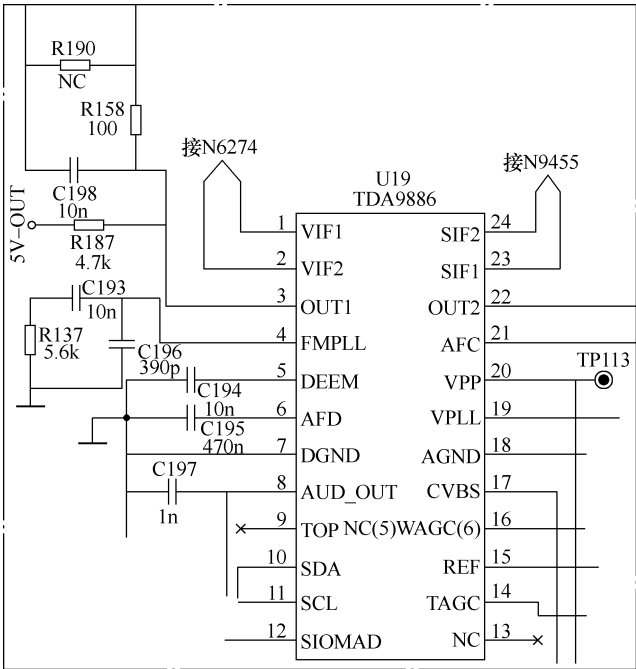 R190
NC
R158
100
接N6274
接N9455
C198
10n
U19
TDA9886
5V-OUT
R187
4.7k
1 VIF1
SIF2 24
2 VIF2
SIF1 23
C193
10n
3 OUT1
OUT2 22
R137
5.6k
C196
390p
4 FMPLL
AFC 21
TP113
C194
10n
5 DEEM
VPP 20
C195
470n
6 AFD
VPLL 19
7 DGND
AGND 18
C197
1n
8 AUD_OUT
CVBS 17
9 TOP NC(5)WAGC(6) 16
10 SDA
REF 15
11 SCL
TAGC 14
12 SIOMAD
NC 13